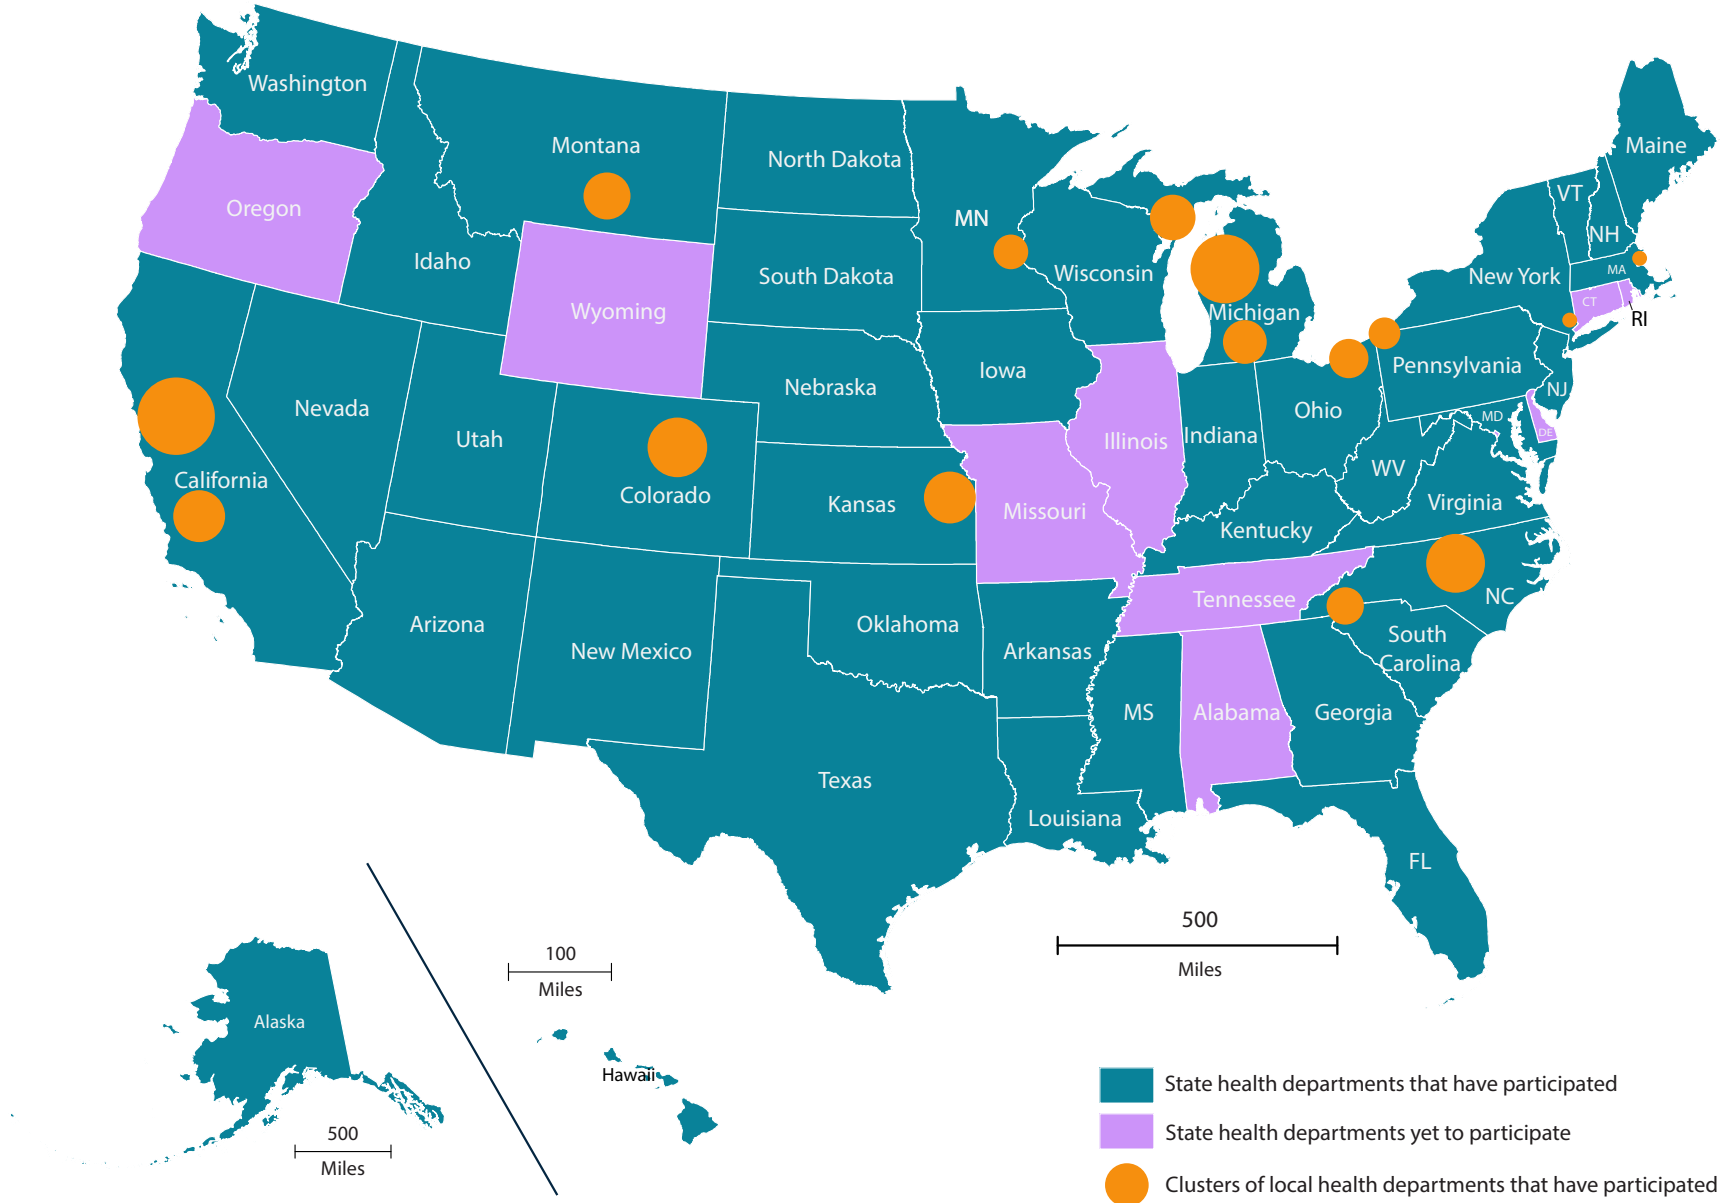 Washington
Montana
North Dakota
MN
Maine
VT
NH
Oregon
Idaho
Wisconsin
South Dakota
New York
MA
CT
RI
Wyoming
Michigan
Iowa
Pennsylvania
Nebraska
NJ
Nevada
Ohio
MD
Utah
Illinois
Indiana
DE
California
Colorado
Kansas
Missouri
WV
Virginia
Kentucky
Arizona
New Mexico
Oklahoma
Arkansas
Tennessee
NC
South
Carolina
MS
Alabama
Georgia
Texas
Louisiana
FL
500
Miles
100
Miles
Alaska
Hawaii
500
Miles
State health departments that have participated
State health departments yet to participate
Clusters of local health departments that have participated